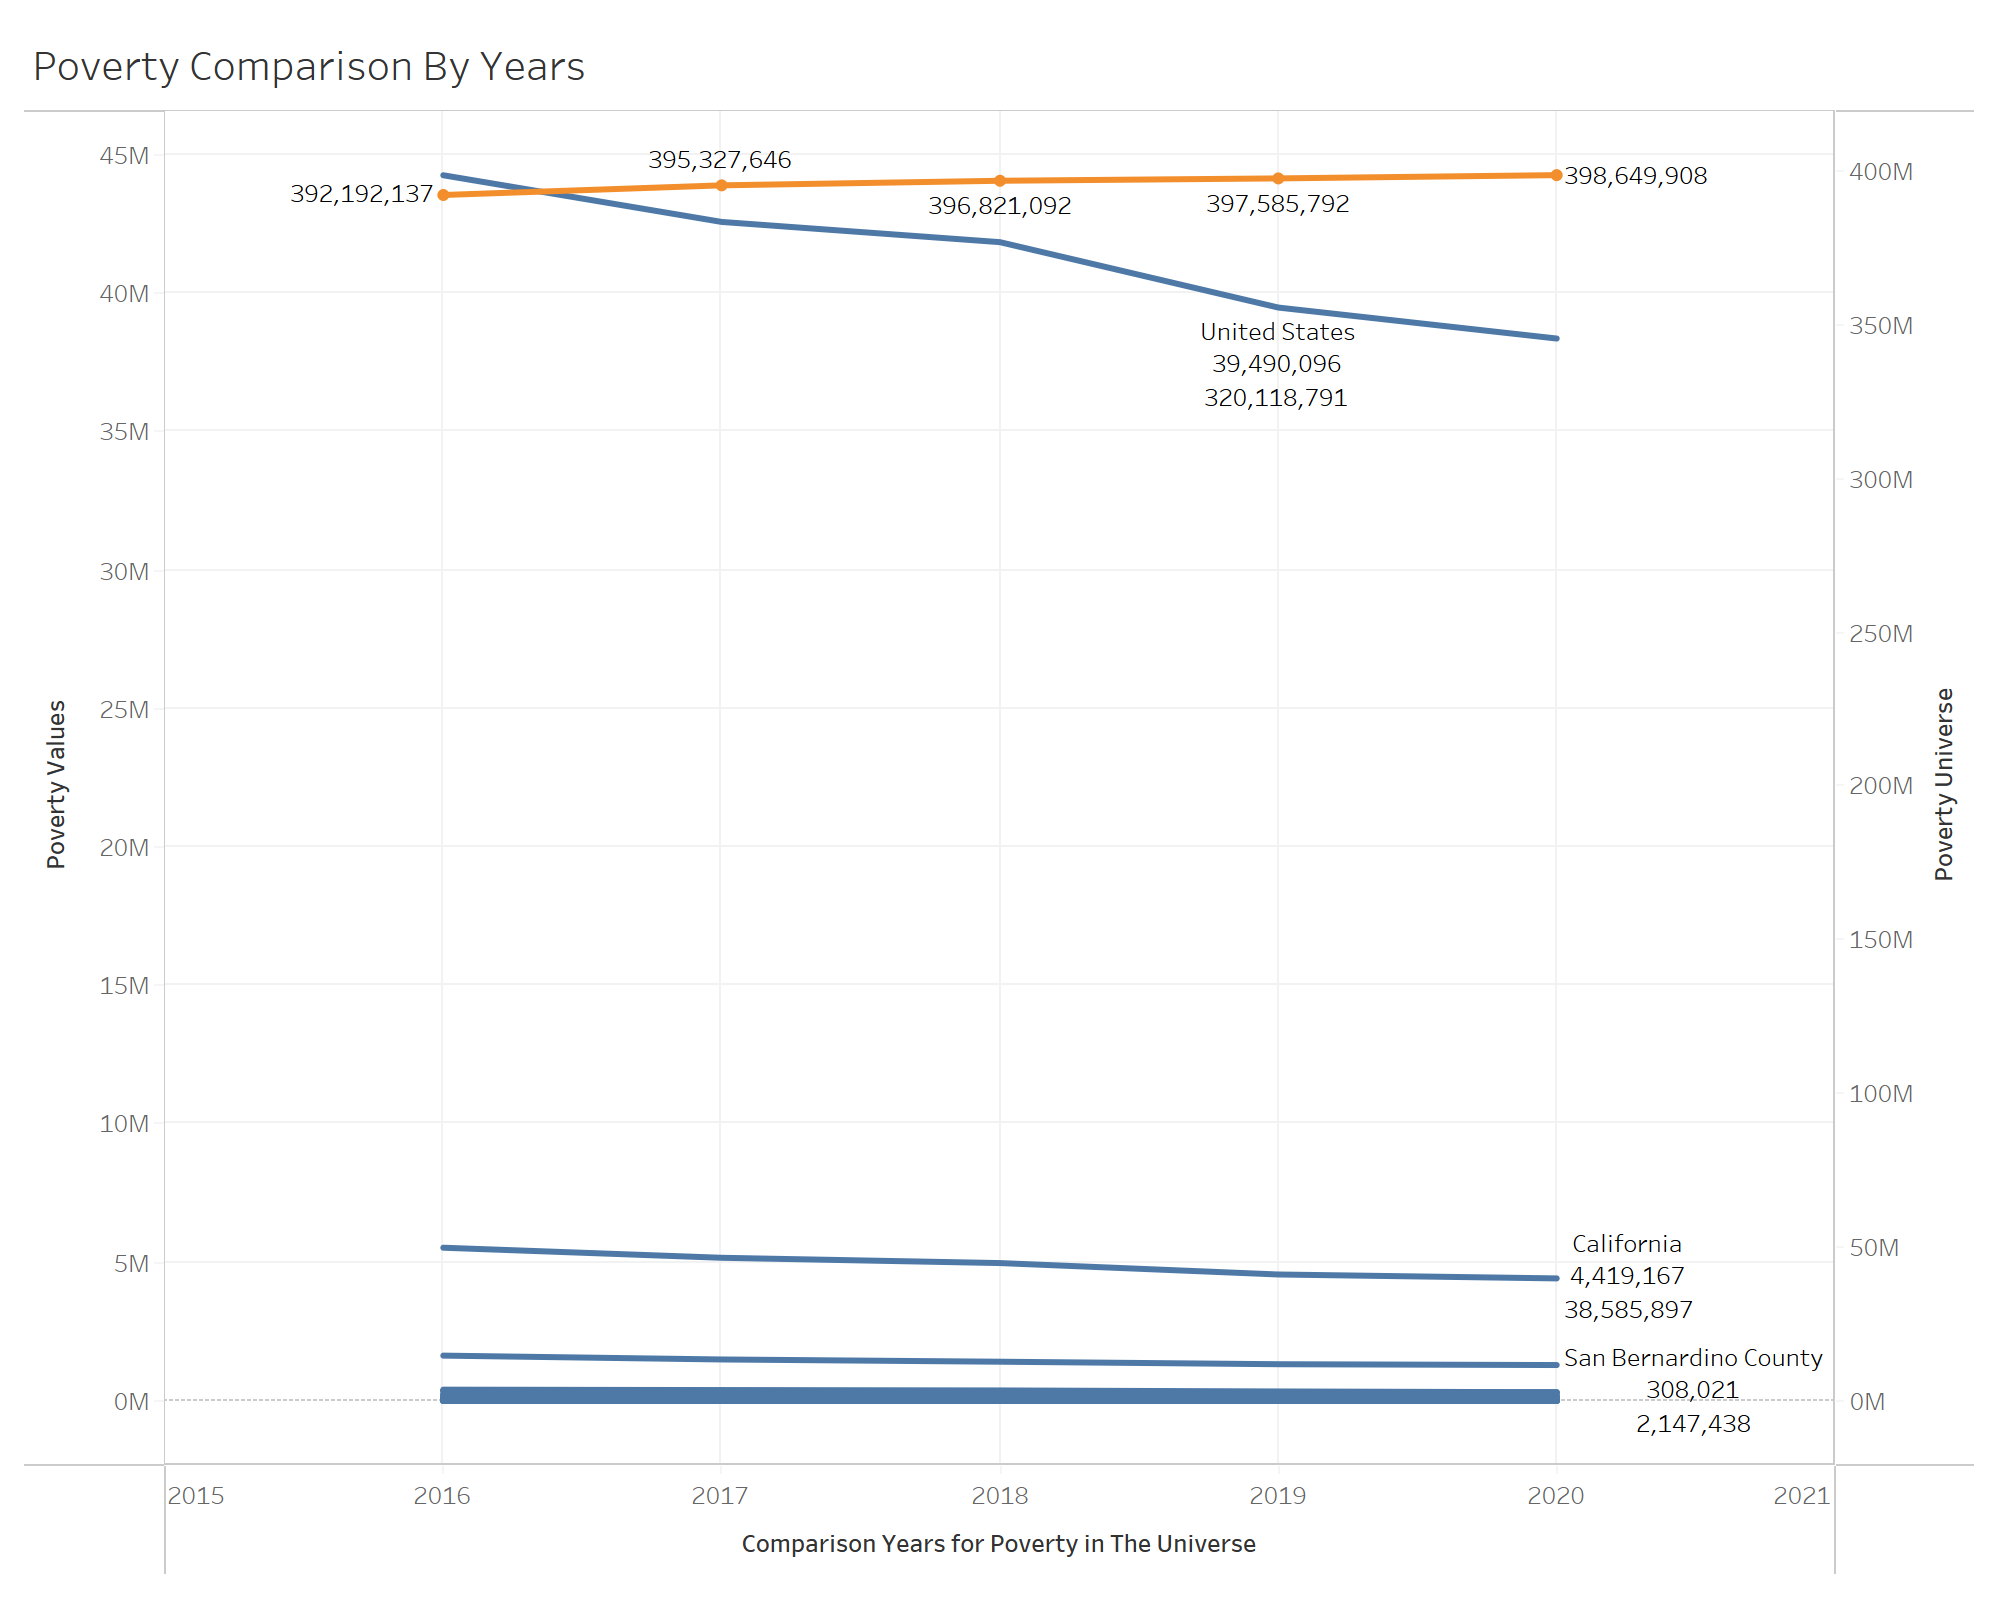 Poverty Comparison By Years
45M
40M
35M
30M
25M
20M
15M
10M
5M
0M
Poverty Values
392,192,137
395,327,646
396,821,092
397,585,792
398,649,908
United States
39,490,096
320,118,791
California
4,419,167
38,585,897
San Bernardino County
308,021
2,147,438
400M
350M
300M
250M
200M
150M
100M
50M
0M
Poverty Universe
2015 2016 2017 2018 2019 2020 2021
Comparison Years for Poverty in The Universe